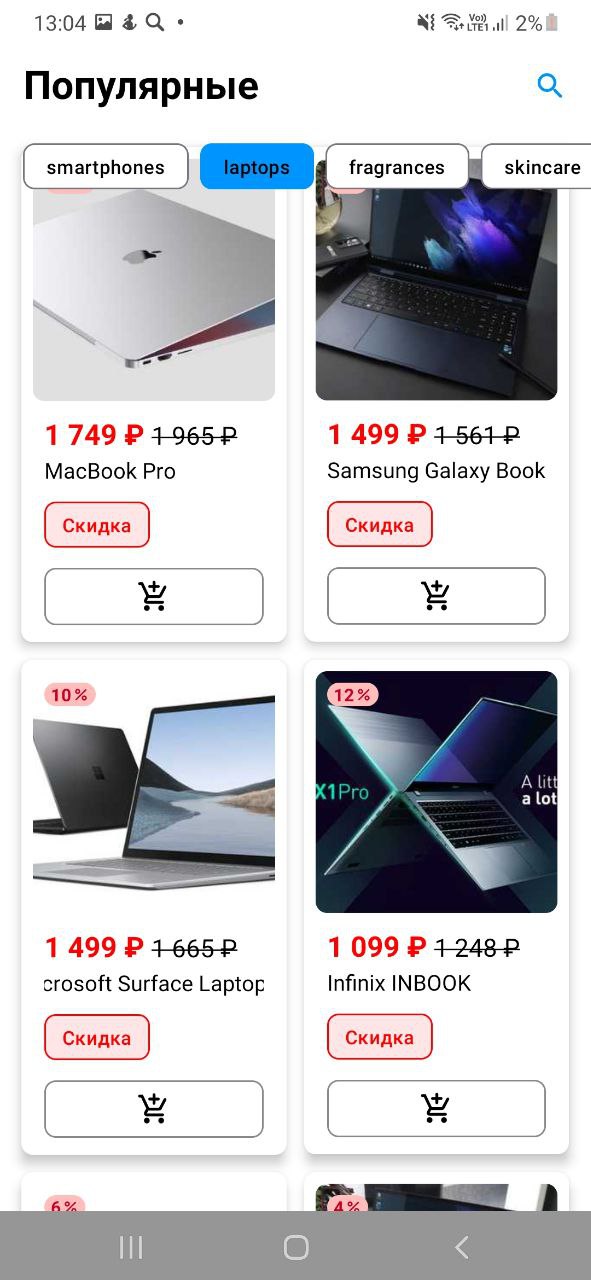 13:04
Vo)) LTE1 2%
Популярные
smartphones laptops fragrances skincare
1 749 ₽ 1 965 ₽
MacBook Pro
Скидка
1 499 ₽ 1 561 ₽
Samsung Galaxy Book
Скидка
10%
1 499 ₽ 1 665 ₽
crosoft Surface Laptop
Скидка
12%
X1Pro
A litt
a lot
1 099 ₽ 1 248 ₽
Infinix INBOOK
Скидка
6%
4%